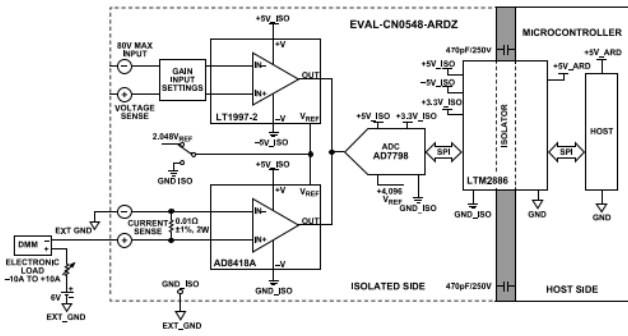 +5V_ISO
EVAL-CN0548-ARDZ
MICROCONTROLLER
80V MAX
INPUT
470pF/250V
+5V_ARD
+V
GAIN
INPUT
SETTINGS
IN–
IN+
OUT
+5V_ISO
–5V_ISO
+3.3V_ISO
+5V_ARD
VOLTAGE
SENSE
–V
LT1997-2
VREF
–5V_ISO
2.048VREF
GND ISO
+5V_ISO
+3.3V_ISO
ADC
AD7798
SPI
ISOLATOR
SPI
HOST
LTM2886
+4.096
VREF
GND_ISO
GND_ISO
GND
GND
+5V_ISO
+V
VREF
EXT GND
CURRENT
SENSE
0.01Ω
±1%, 2W
IN–
IN+
OUT
–V
AD8418A
DMM
ELECTRONIC
LOAD
–10A TO +10A
6V
EXT_GND
GND_ISO
GND_ISO
EXT_GND
ISOLATED SIDE
470pF/250V
HOST SIDE